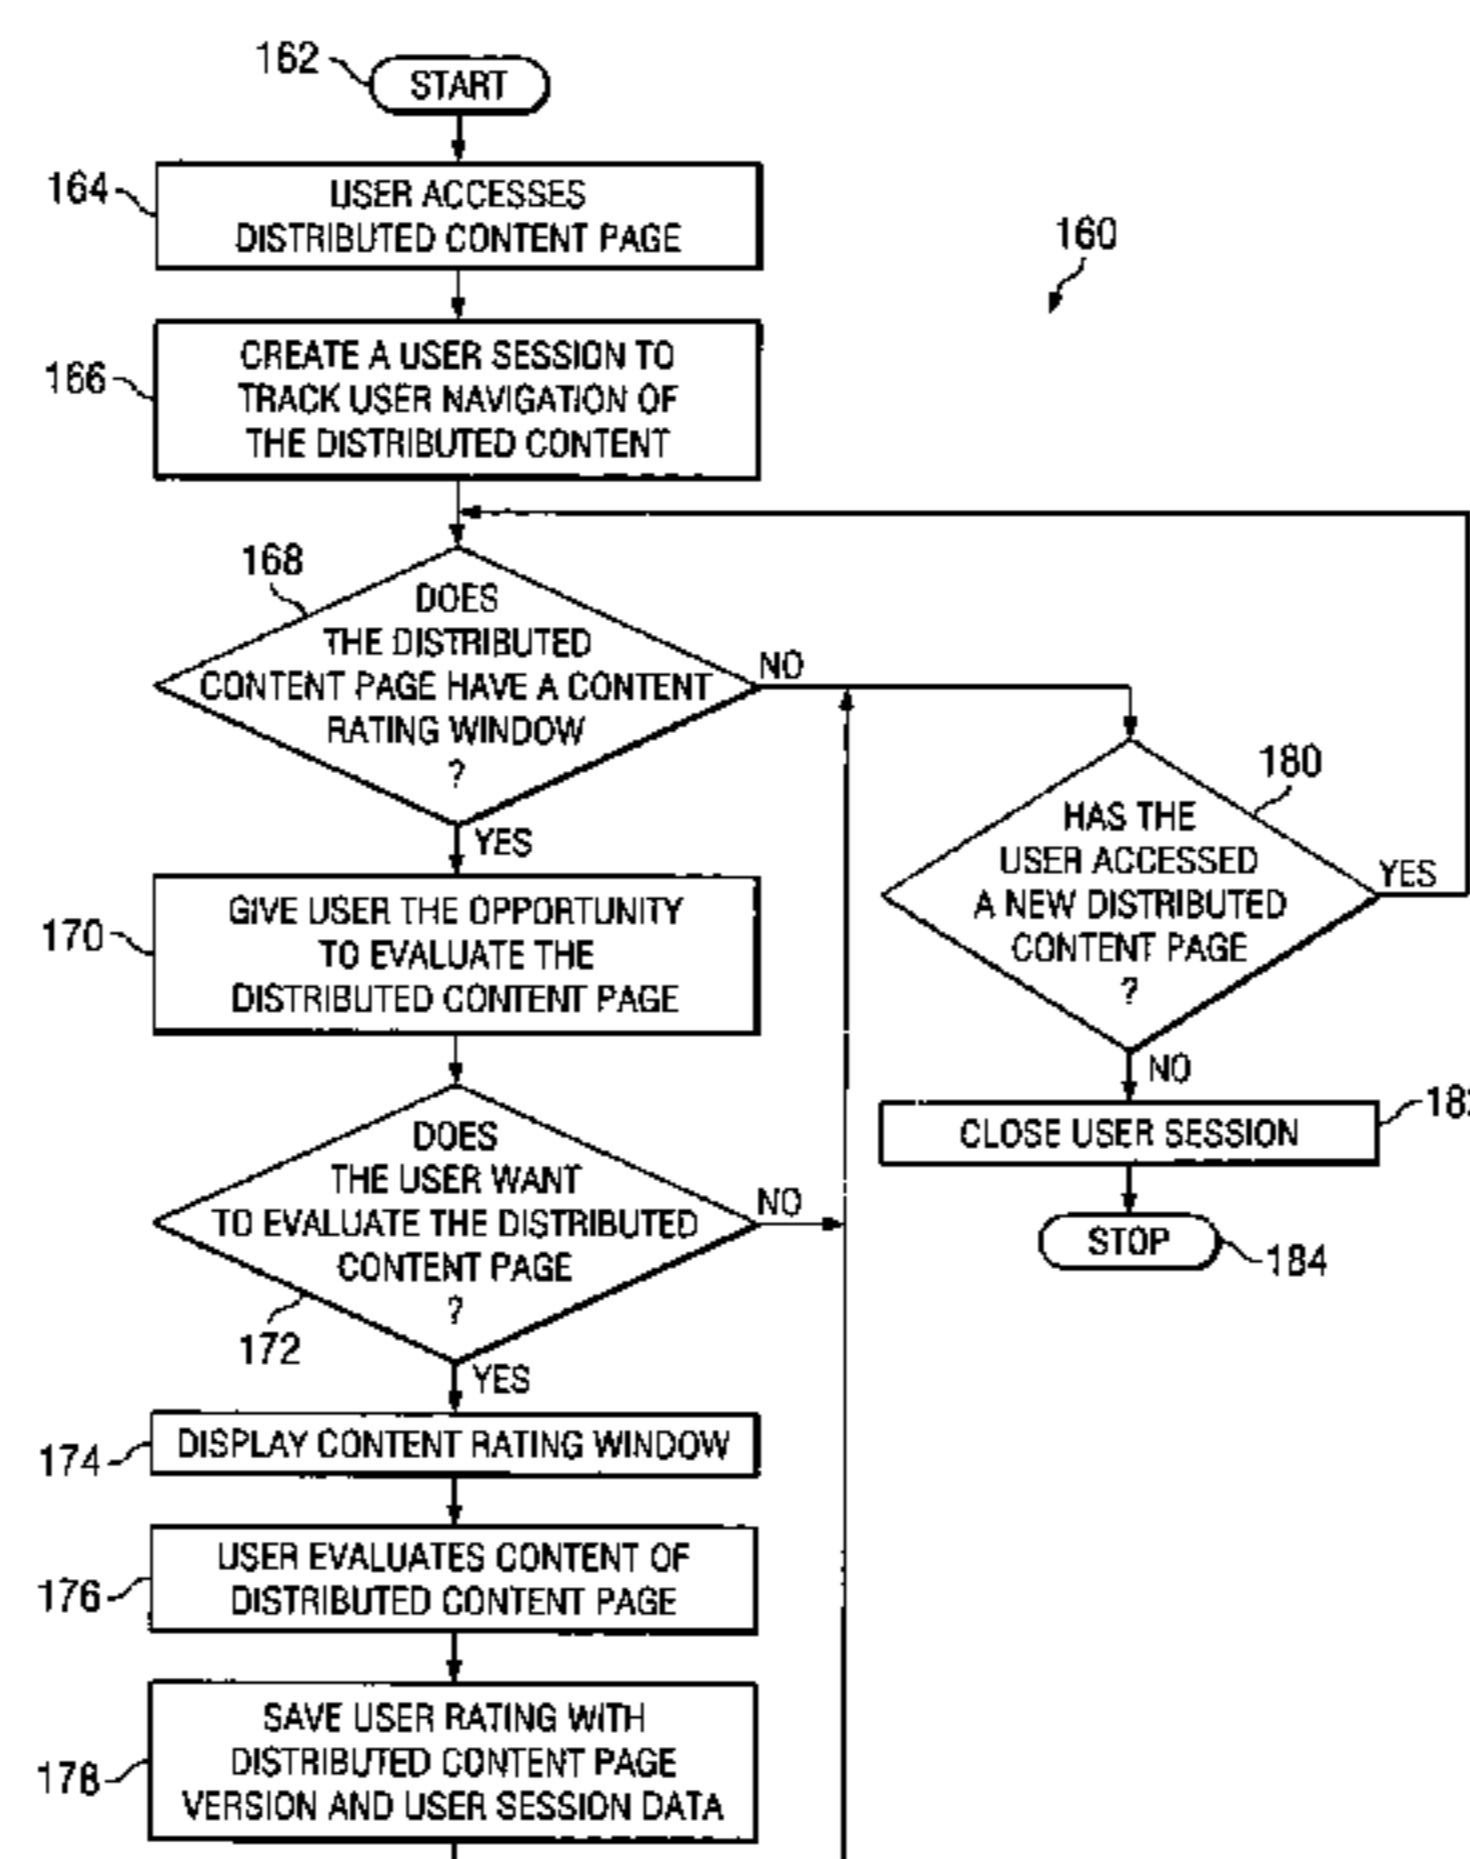 162
START
164
USER ACCESSES
DISTRIBUTED CONTENT PAGE
160
166
CREATE A USER SESSION TO
TRACK USER NAVIGATION OF
THE DISTRIBUTED CONTENT
168
DOES
THE DISTRIBUTED
CONTENT PAGE HAVE A CONTENT
RATING WINDOW
?
NO
YES
170
GIVE USER THE OPPORTUNITY
TO EVALUATE THE
DISTRIBUTED CONTENT PAGE
172
DOES
THE USER WANT
TO EVALUATE THE DISTRIBUTED
CONTENT PAGE
?
NO
YES
174
DISPLAY CONTENT RATING WINDOW
176
USER EVALUATES CONTENT OF
DISTRIBUTED CONTENT PAGE
178
SAVE USER RATING WITH
DISTRIBUTED CONTENT PAGE
VERSION AND USER SESSION DATA
180
HAS THE
USER ACCESSED
A NEW DISTRIBUTED
CONTENT PAGE
?
YES
NO
CLOSE USER SESSION
STOP
184